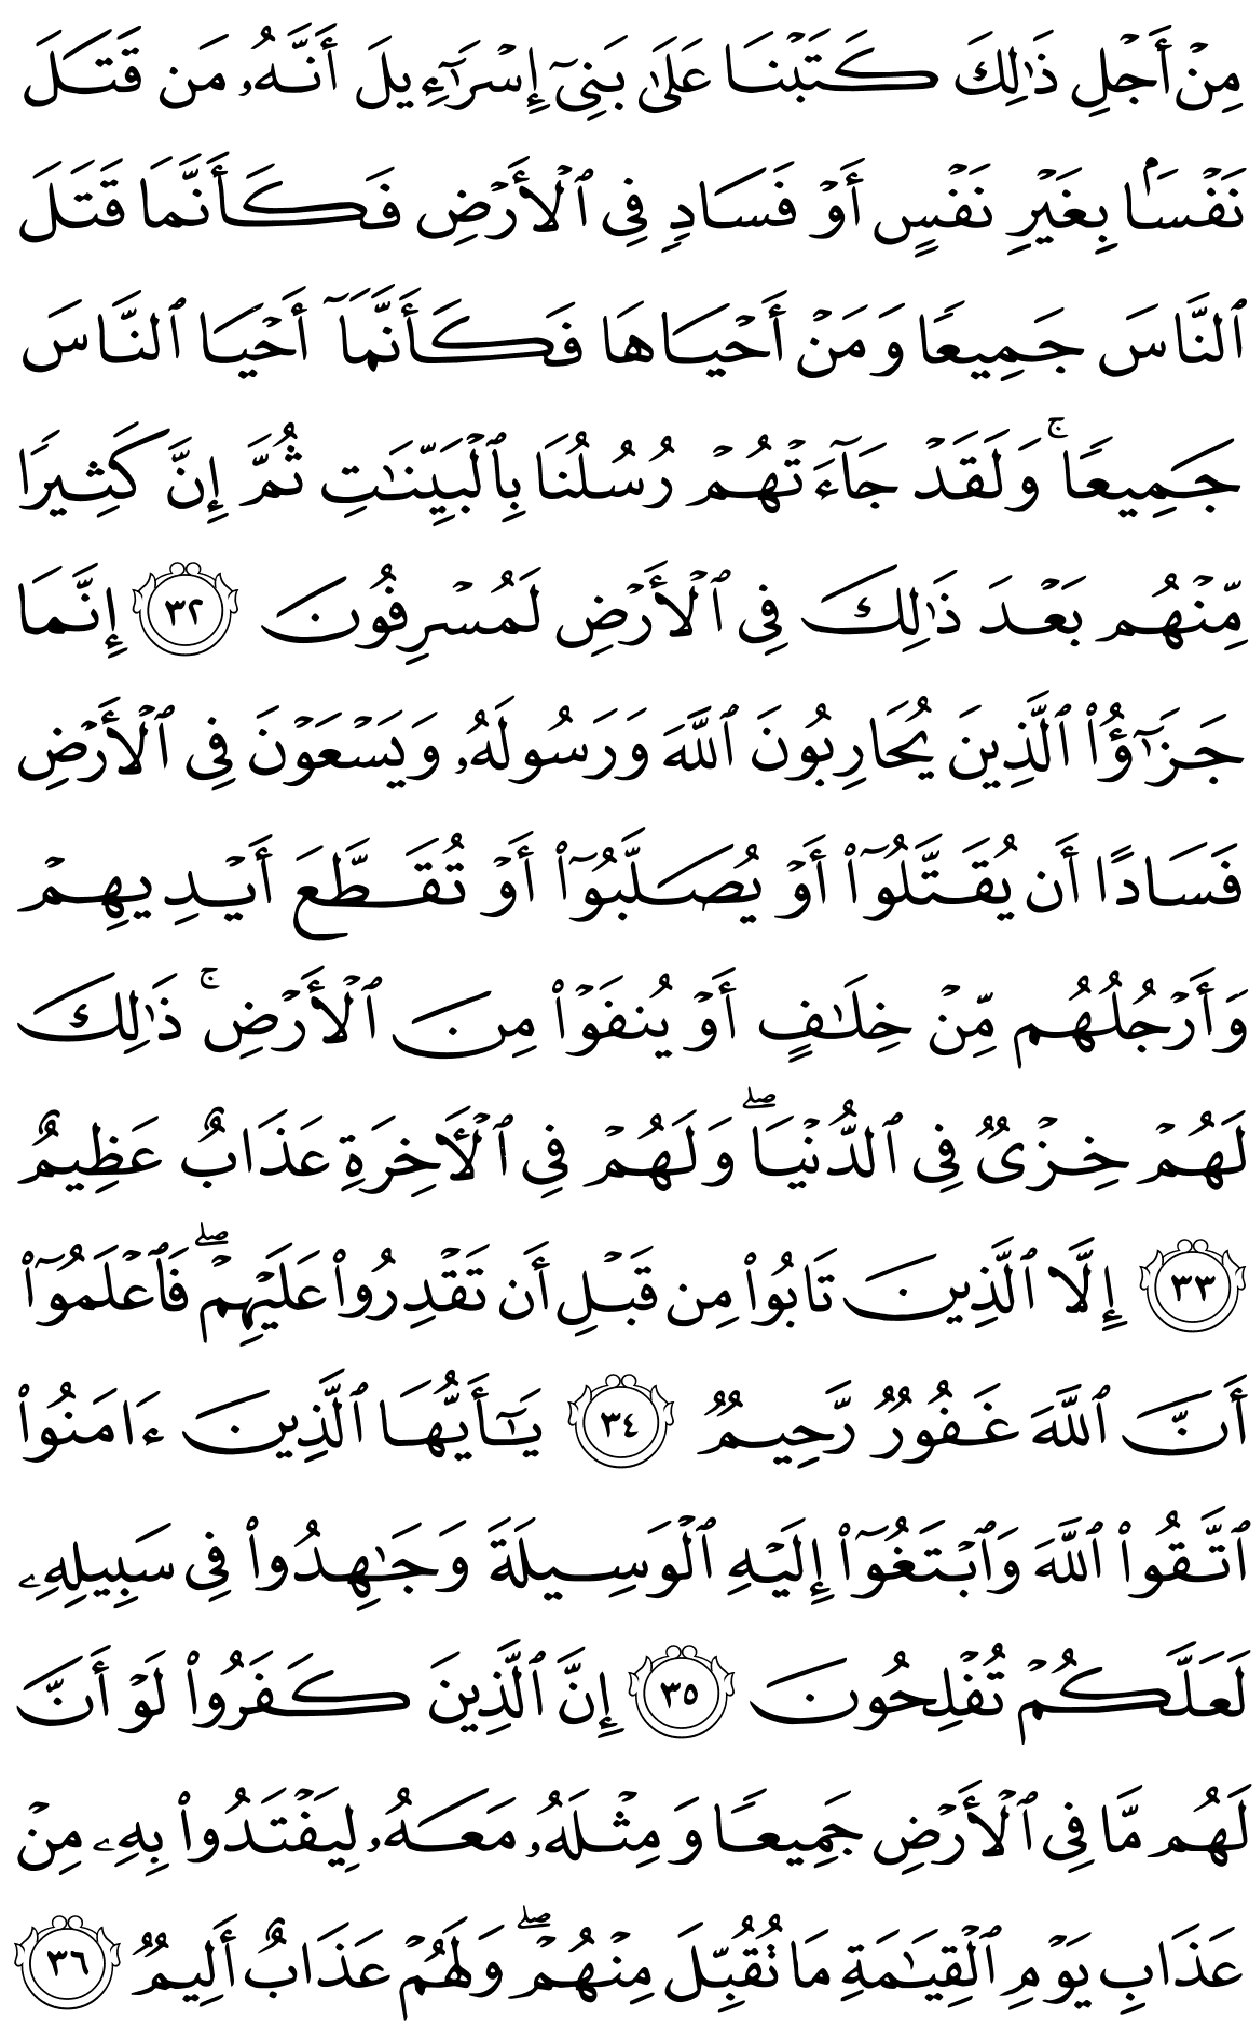 مِنۡ أَجۡلِ ذَٰلِكَ كَتَبۡنَا عَلَىٰ بَنِيٓ إِسۡرَـٰٓءِيلَ أَنَّهُۥ مَن قَتَلَ
نَفۡسَۢا بِغَيۡرِ نَفۡسٍ أَوۡ فَسَادٖ فِي ٱلۡأَرۡضِ فَكَأَنَّمَا قَتَلَ
ٱلنَّاسَ جَمِيعٗا وَمَنۡ أَحۡيَاهَا فَكَأَنَّمَآ أَحۡيَا ٱلنَّاسَ
جَمِيعٗاۚ وَلَقَدۡ جَآءَتۡهُمۡ رُسُلُنَا بِٱلۡبَيِّنَٰتِ ثُمَّ إِنَّ كَثِيرٗا
مِّنۡهُم بَعۡدَ ذَٰلِكَ فِي ٱلۡأَرۡضِ لَمُسۡرِفُونَ ٣٢ إِنَّمَا
جَزَـٰٓؤُاْ ٱلَّذِينَ يُحَارِبُونَ ٱللَّهَ وَرَسُولَهُۥ وَيَسۡعَوۡنَ فِي ٱلۡأَرۡضِ
فَسَادًا أَن يُقَتَّلُوٓاْ أَوۡ يُصَلَّبُوٓاْ أَوۡ تُقَطَّعَ أَيۡدِيهِمۡ
وَأَرۡجُلُهُم مِّنۡ خِلَٰفٍ أَوۡ يُنفَوۡاْ مِنَ ٱلۡأَرۡضِۚ ذَٰلِكَ
لَهُمۡ خِزۡيٞ فِي ٱلدُّنۡيَاۖ وَلَهُمۡ فِي ٱلۡأٓخِرَةِ عَذَابٌ عَظِيمٌ
٣٣ إِلَّا ٱلَّذِينَ تَابُواْ مِن قَبۡلِ أَن تَقۡدِرُواْ عَلَيۡهِمۡۖ فَٱعۡلَمُوٓاْ
أَنَّ ٱللَّهَ غَفُورٞ رَّحِيمٞ ٣٤ يَـٰٓأَيُّهَا ٱلَّذِينَ ءَامَنُواْ
ٱتَّقُواْ ٱللَّهَ وَٱبۡتَغُوٓاْ إِلَيۡهِ ٱلۡوَسِيلَةَ وَجَٰهِدُواْ فِي سَبِيلِهِۦ
لَعَلَّكُمۡ تُفۡلِحُونَ ٣٥ إِنَّ ٱلَّذِينَ كَفَرُواْ لَوۡ أَنَّ
لَهُم مَّا فِي ٱلۡأَرۡضِ جَمِيعٗا وَمِثۡلَهُۥ مَعَهُۥ لِيَفۡتَدُواْ بِهِۦ مِنۡ
عَذَابِ يَوۡمِ ٱلۡقِيَٰمَةِ مَا تُقُبِّلَ مِنۡهُمۡۖ وَلَهُمۡ عَذَابٌ أَلِيمٞ ٣٦